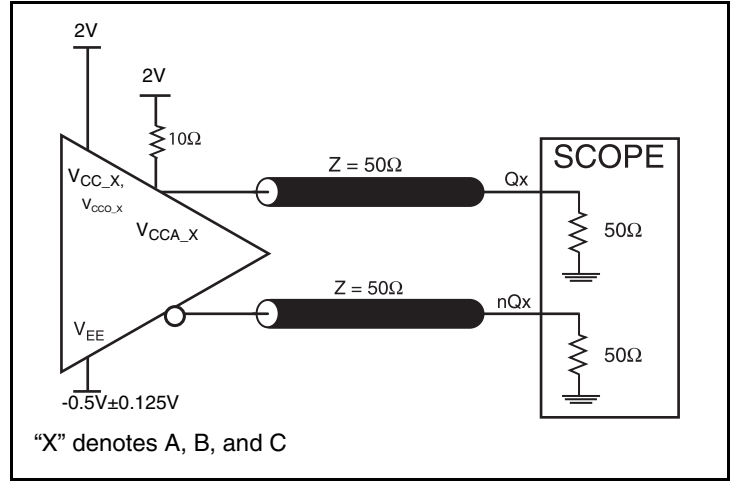 2V
2V
10Ω
Z = 50Ω
SCOPE
Qx
VCC_X,
VCCO_X
VCCA_X
50Ω
Z = 50Ω
nQx
VEE
50Ω
-0.5V±0.125V
“X” denotes A, B, and C